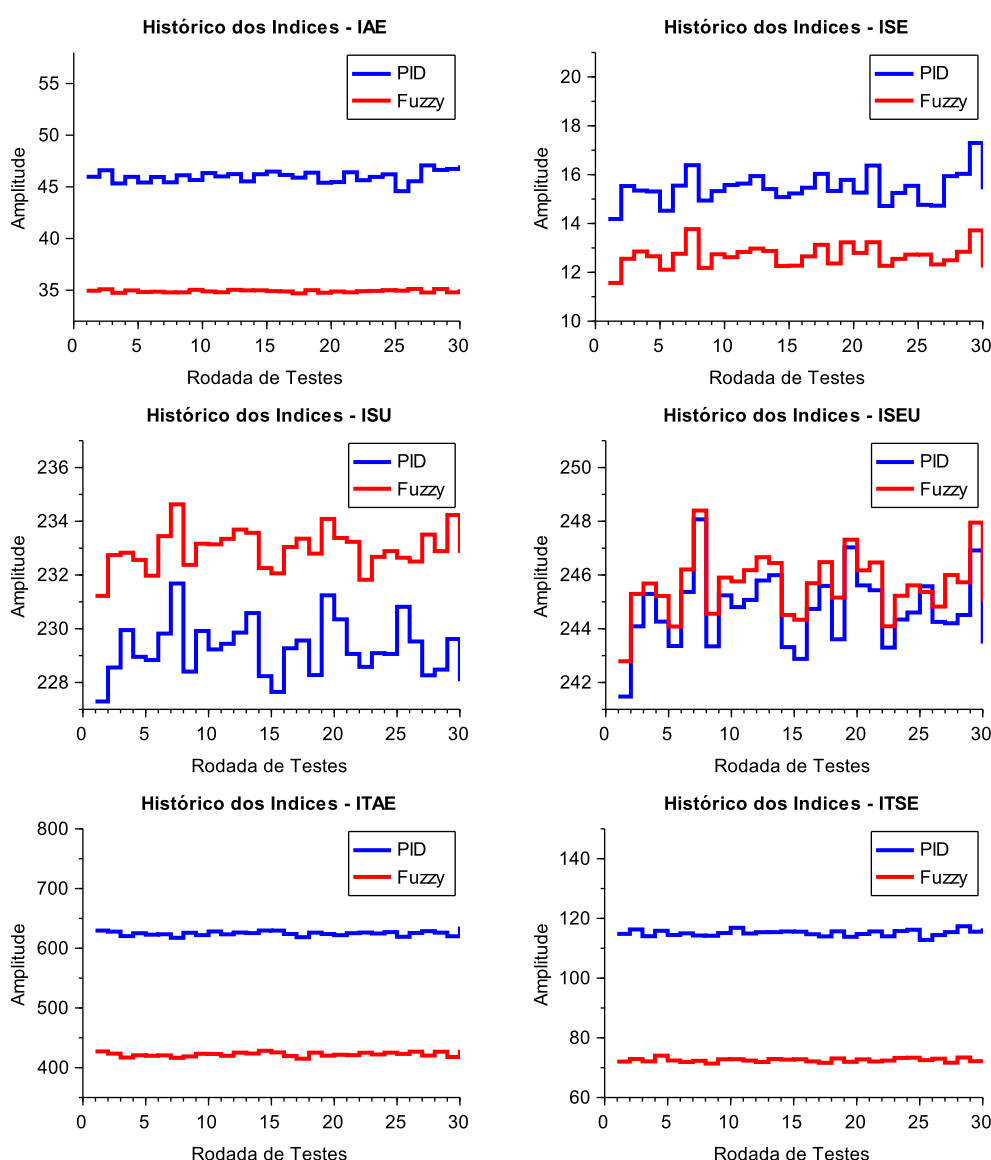 Histórico dos Indices - IAE
PID
Fuzzy
55
50
45
40
35
Amplitude
0 5 10 15 20 25 30
Rodada de Testes
Histórico dos Indices - ISE
PID
Fuzzy
20
18
16
14
12
10
Amplitude
0 5 10 15 20 25 30
Rodada de Testes
Histórico dos Indices - ISU
PID
Fuzzy
236
234
232
230
228
Amplitude
0 5 10 15 20 25 30
Rodada de Testes
Histórico dos Indices - ISEU
PID
Fuzzy
250
248
246
244
242
Amplitude
0 5 10 15 20 25 30
Rodada de Testes
Histórico dos Indices - ITAE
PID
Fuzzy
800
700
600
500
400
Amplitude
0 5 10 15 20 25 30
Rodada de Testes
Histórico dos Indices - ITSE
PID
Fuzzy
140
120
100
80
60
Amplitude
0 5 10 15 20 25 30
Rodada de Testes